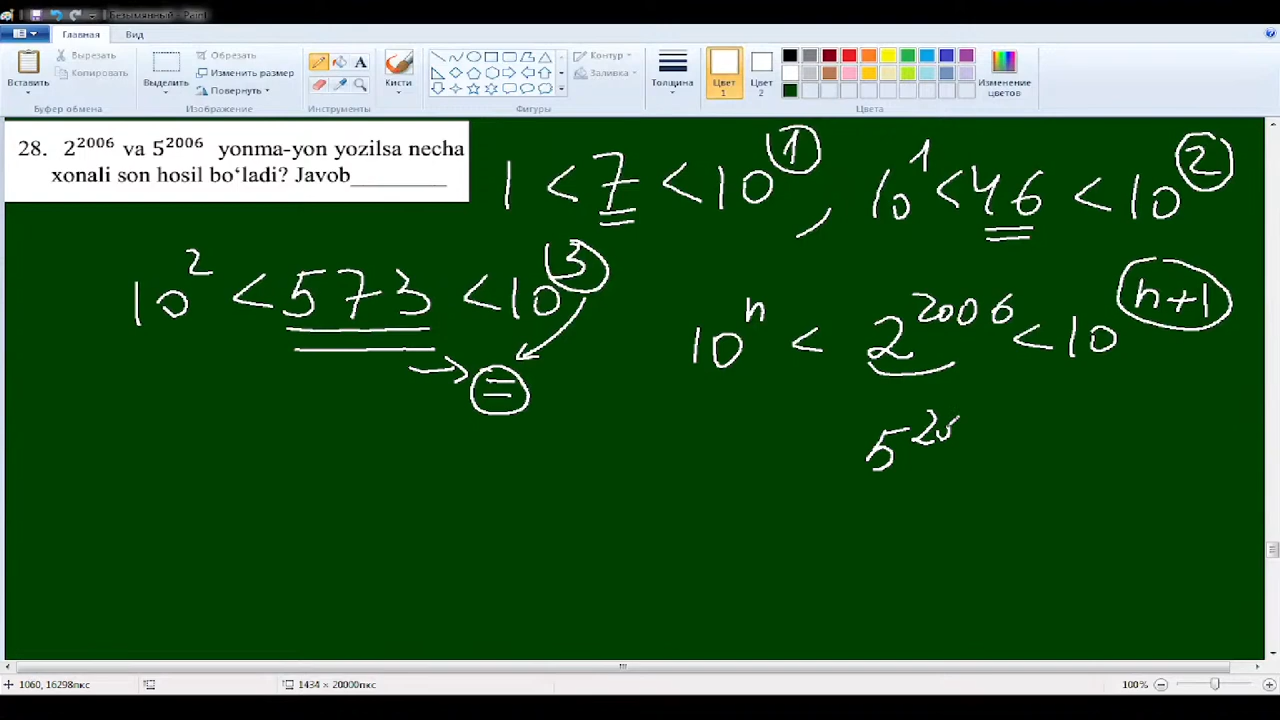 Безымянный - Paint
Главная Вид
Вставить
Вырезать
Копировать
Буфер обмена
Выделить
Обрезать
Изменить размер
Повернуть
Изображение
A
Инструменты
Кисти
Контур
Заливка
Фигуры
Толщина
Цвет 1
Цвет 2
Изменение цветов
Цвета
28. 2^2006 va 5^2006 yonma-yon yozilsa necha
xonali son hosil bo‘ladi? Javob_________
1 < 7 < 10^1 , 10^1 < 46 < 10^2
10^2 < 573 < 10^3
=
10^n < 2^2006 < 10^(n+1)
5^20
1060, 16298пкс
1434 × 20000пкс
100%